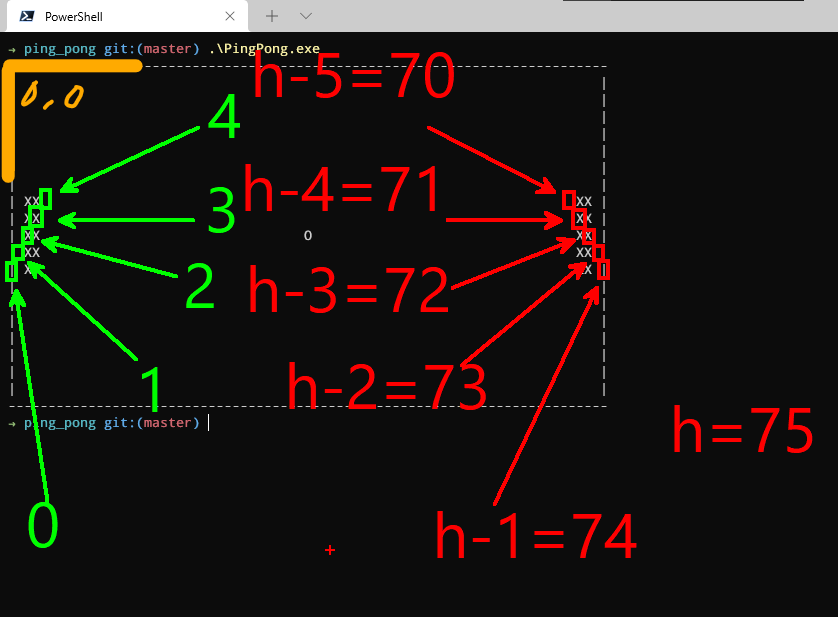 PowerShell
→ ping_pong git:(master) .\PingPong.exe
0,0
h-5=70
4
h-4=71
3
XX XX
XX XX
XX O XX
XX XX
X X
h-3=72
2
h-2=73
1
→ ping_pong git:(master)
h=75
0
h-1=74